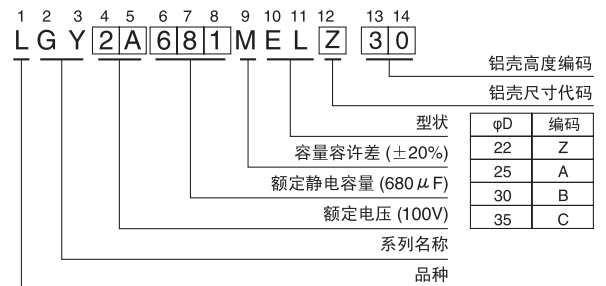 1 2 3 4 5 6 7 8 9 10 11 12 13 14
L G Y 2 A 6 8 1 M E L Z 3 0
铝壳高度编码
铝壳尺寸代码
型状
容量容许差 (±20%)
额定静电容量 (680μF)
额定电压 (100V)
系列名称
品种
φD 编码
22 Z
25 A
30 B
35 C